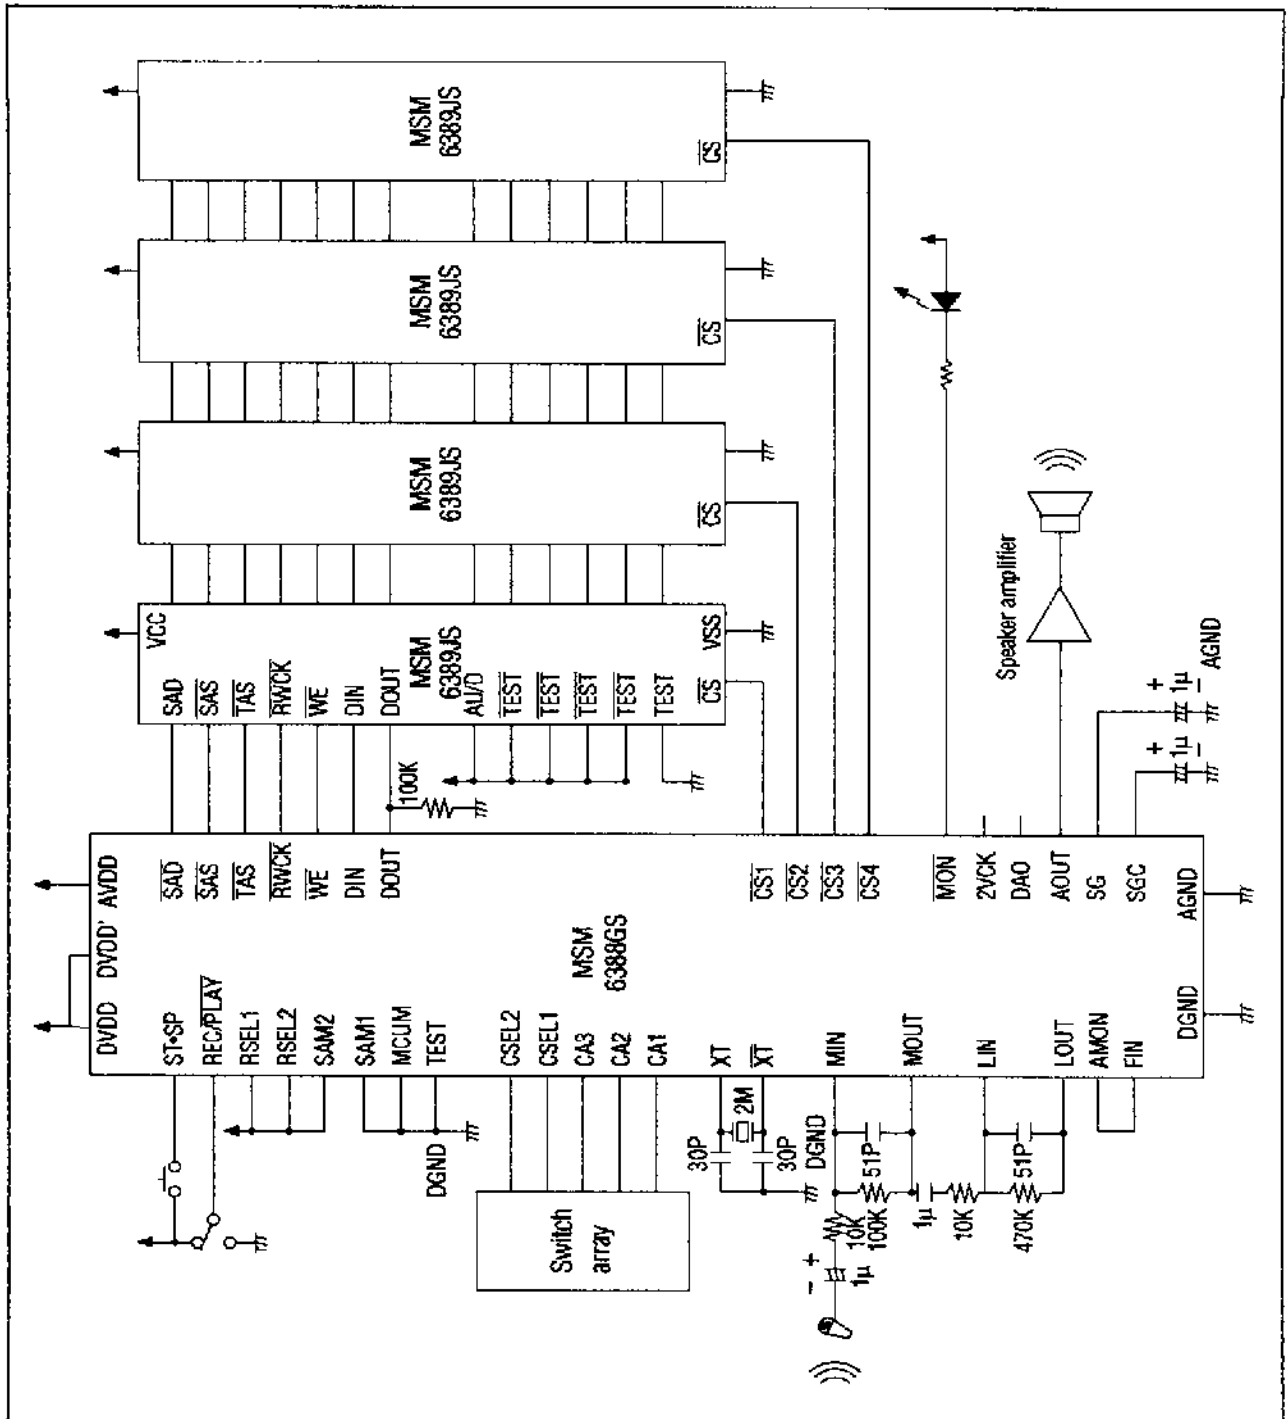 DVDD
DVDD'
AVDD
ST•SP
REC/PLAY
RSEL1
RSEL2
SAM2
SAM1
MCUM
TEST
DGND
CSEL2
CSEL1
CA3
CA2
CA1
Switch
array
XT
XT
2M
30P
30P
DGND
MIN
MOUT
LIN
LOUT
AMON
FIN
51P
10K
100K
1μ
10K
51P
470K
- +
1μ
MSM
6388GS
SAD
SAS
TAS
RWCK
WE
DIN
DOUT
CS1
CS2
CS3
CS4
MON
2VCK
DAO
AOUT
SG
SGC
DGND
AGND
100K
VCC
SAD
SAS
TAS
RWCK
WE
DIN
DOUT
MSM
6389JS
AU/D
TEST
TEST
TEST
TEST
TEST
CS
VSS
MSM
6389JS
CS
MSM
6389JS
CS
MSM
6389JS
CS
Speaker amplifier
+
1μ
-
+
1μ
-
AGND